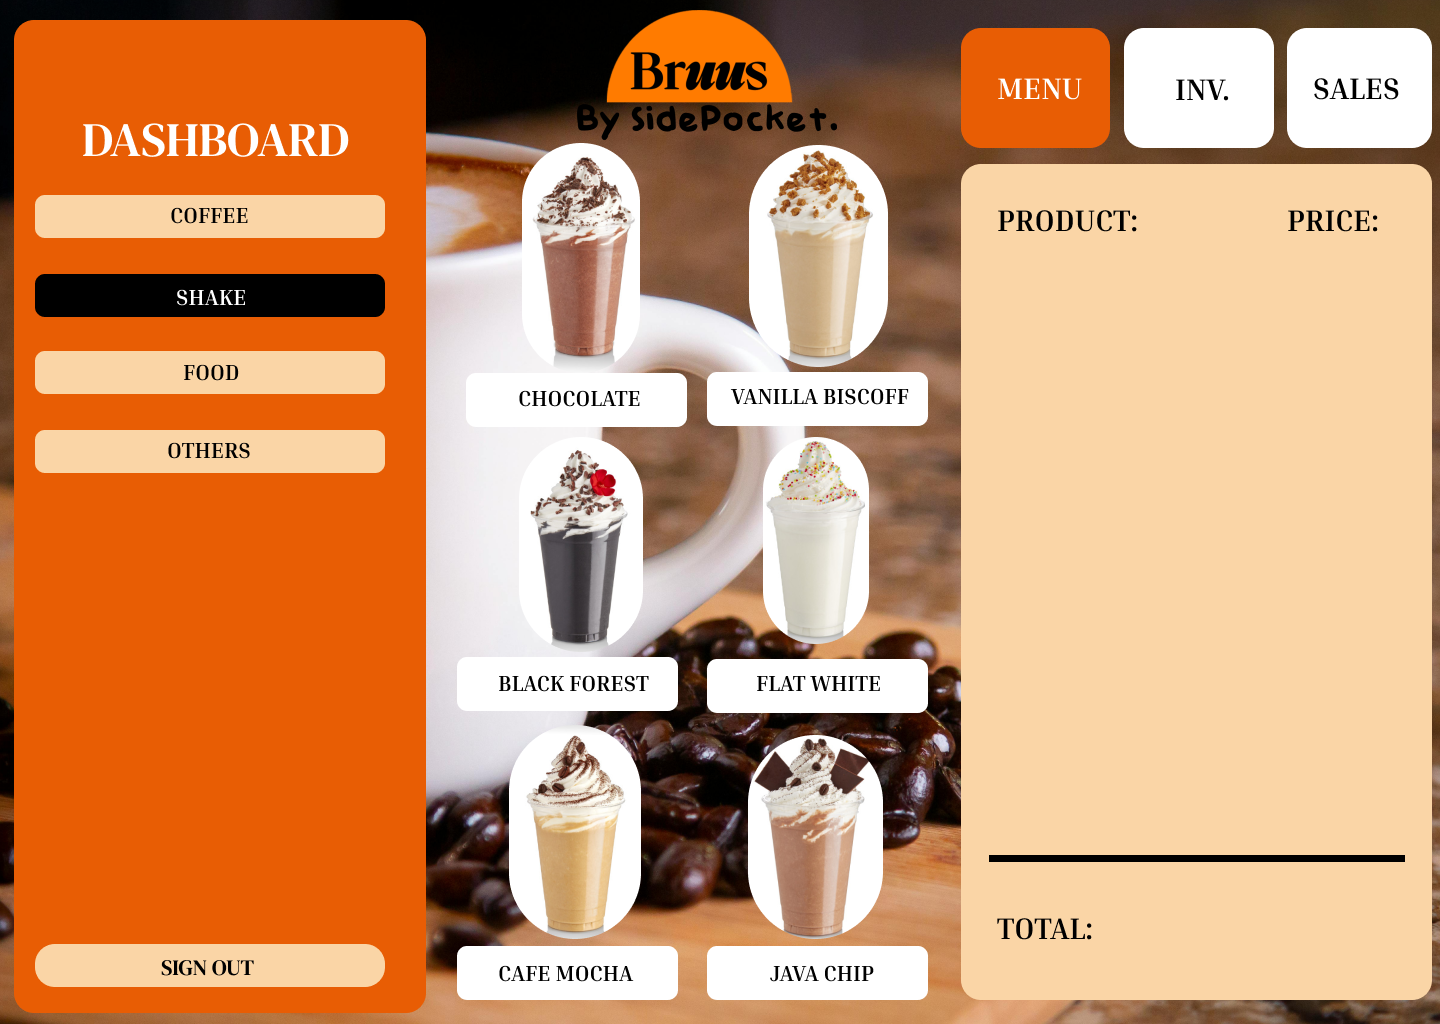 DASHBOARD
COFFEE
SHAKE
FOOD
OTHERS
SIGN OUT
Bruus
By SidePocket.
CHOCOLATE
VANILLA BISCOFF
BLACK FOREST
FLAT WHITE
CAFE MOCHA
JAVA CHIP
MENU
INV.
SALES
PRODUCT:
PRICE:
TOTAL: